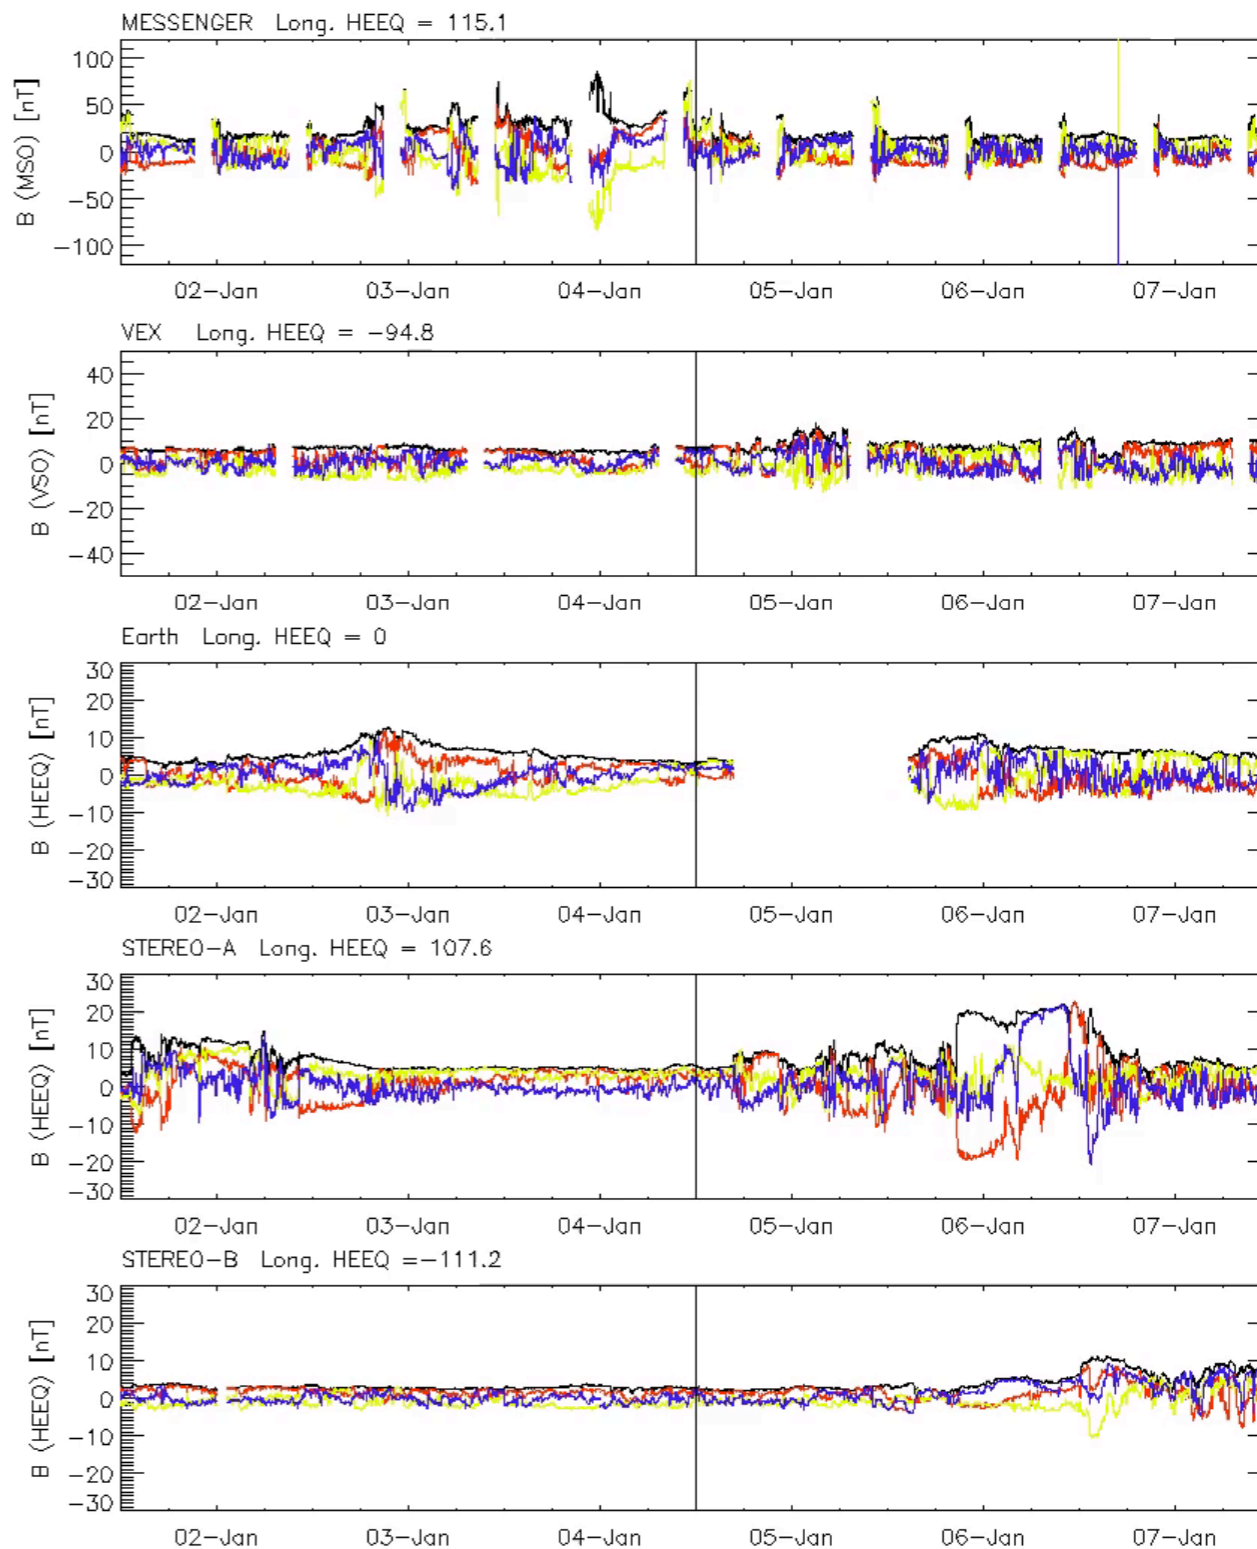 MESSENGER Long. HEEQ = 115.1
B (MSO) [nT]
100
50
0
−50
−100
02−Jan 03−Jan 04−Jan 05−Jan 06−Jan 07−Jan
VEX Long. HEEQ = −94.8
B (VSO) [nT]
40
20
0
−20
−40
02−Jan 03−Jan 04−Jan 05−Jan 06−Jan 07−Jan
Earth Long. HEEQ = 0
B (HEEQ) [nT]
30
20
10
0
−10
−20
−30
02−Jan 03−Jan 04−Jan 05−Jan 06−Jan 07−Jan
STEREO−A Long. HEEQ = 107.6
B (HEEQ) [nT]
30
20
10
0
−10
−20
−30
02−Jan 03−Jan 04−Jan 05−Jan 06−Jan 07−Jan
STEREO−B Long. HEEQ =−111.2
B (HEEQ) [nT]
30
20
10
0
−10
−20
−30
02−Jan 03−Jan 04−Jan 05−Jan 06−Jan 07−Jan